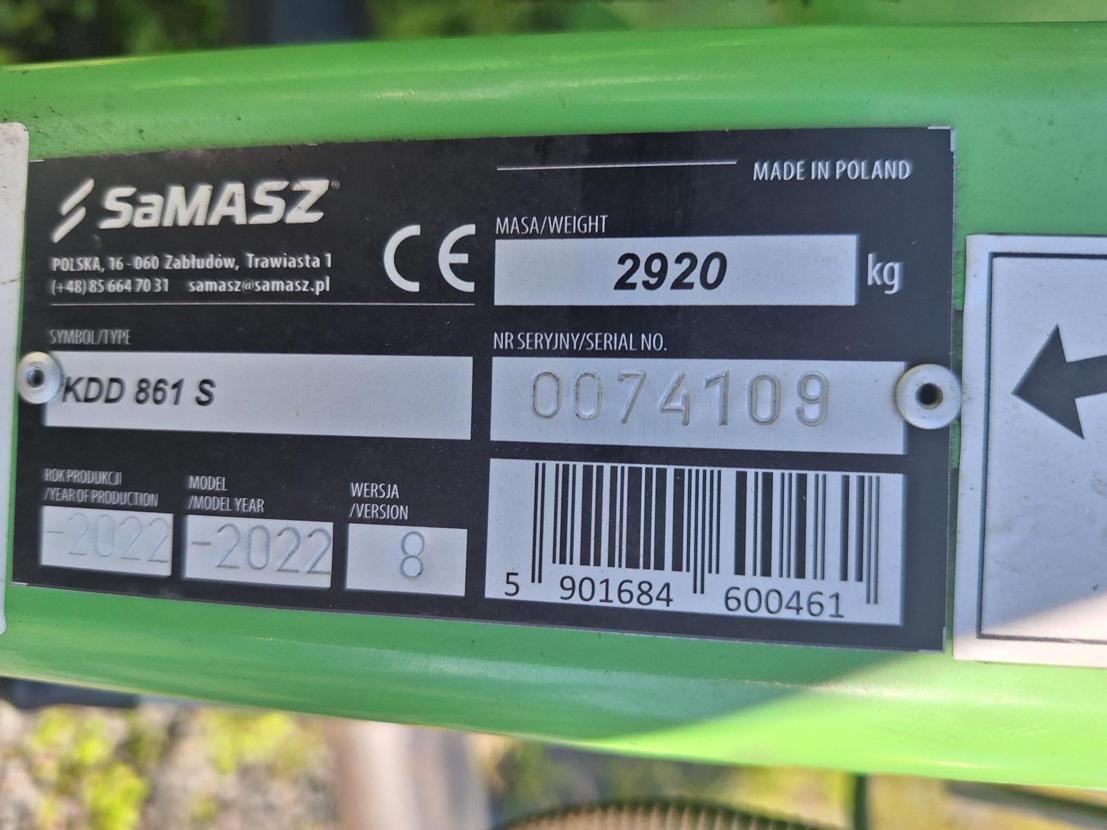 MADE IN POLAND
SaMASZ
POLSKA, 16 - 060 Zabłudów, Trawiasta 1
(+48) 85 664 70 31 samasz@samasz.pl
CE
MASA/WEIGHT
2920 kg
SYMBOL/TYPE
KDD 861 S
NR SERYJNY/SERIAL NO.
0074109
ROK PRODUKCJI
/YEAR OF PRODUCTION
-2022
MODEL
/MODEL YEAR
-2022
WERSJA
/VERSION
8
5 901684 600461